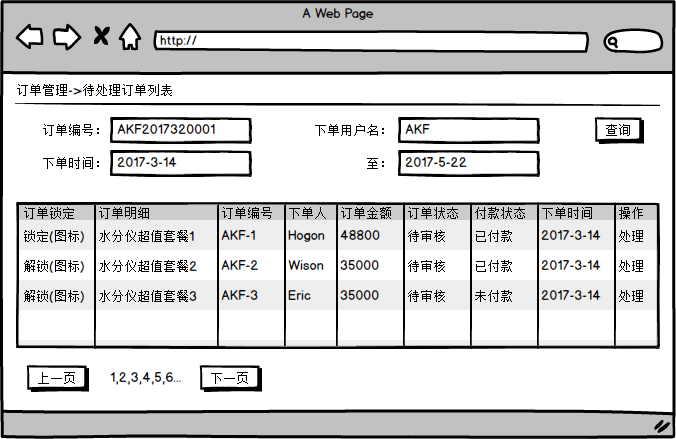 A Web Page
http://
订单管理->待处理订单列表
订单编号: AKF2017320001 下单用户名: AKF 查询
下单时间: 2017-3-14 至: 2017-5-22
订单锁定 订单明细 订单编号 下单人 订单金额 订单状态 付款状态 下单时间 操作
锁定(图标) 水分仪超值套餐1 AKF-1 Hogon 48800 待审核 已付款 2017-3-14 处理
解锁(图标) 水分仪超值套餐2 AKF-2 Wison 35000 待审核 已付款 2017-3-14 处理
解锁(图标) 水分仪超值套餐3 AKF-3 Eric 35000 待审核 未付款 2017-3-14 处理
上一页 1,2,3,4,5,6... 下一页